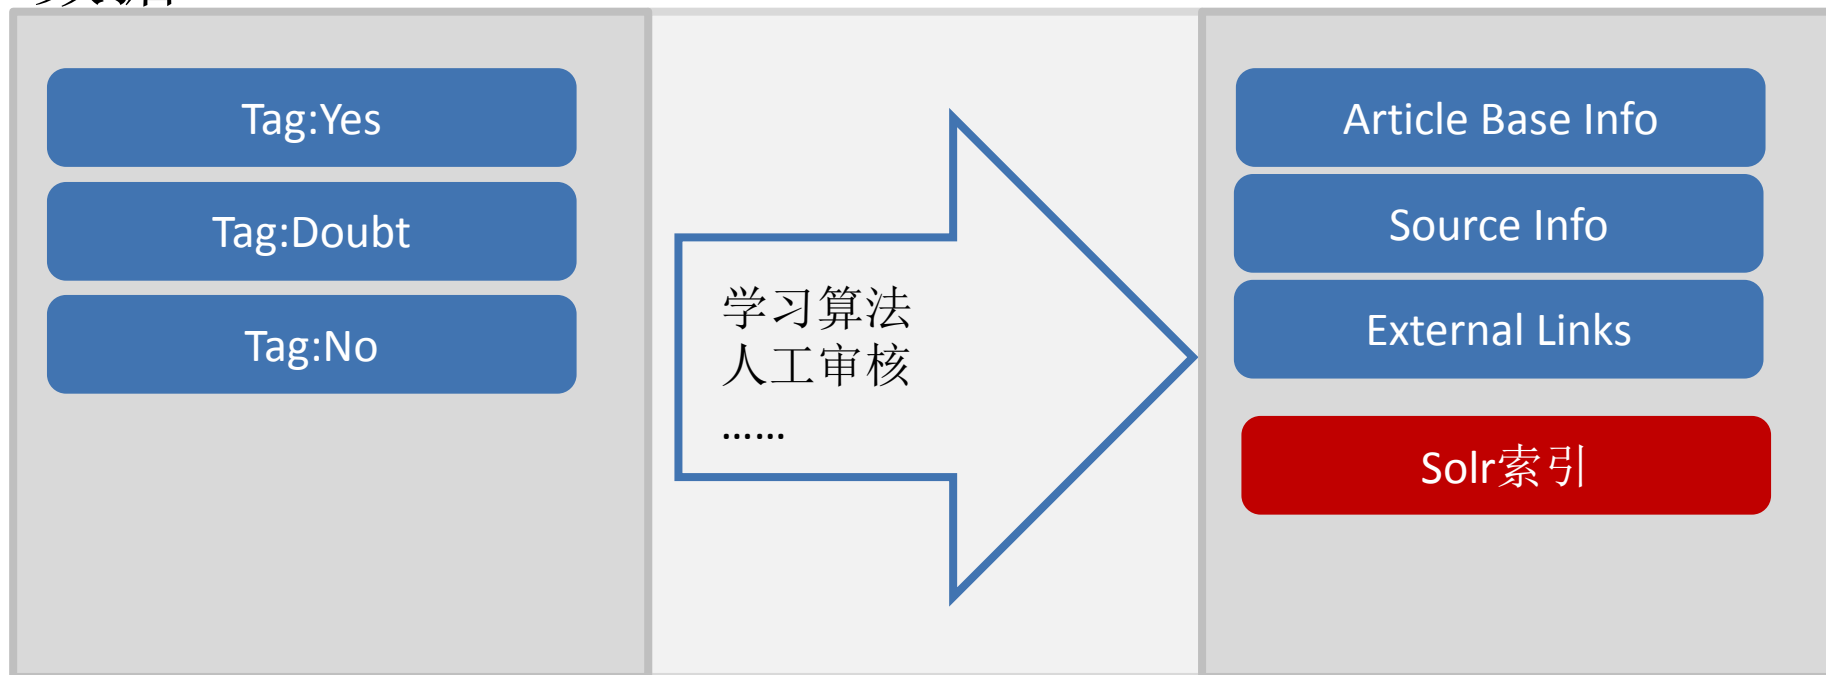 Tag:Yes
Tag:Doubt
Tag:No
学习算法
人工审核
……
Article Base Info
Source Info
External Links
Solr索引